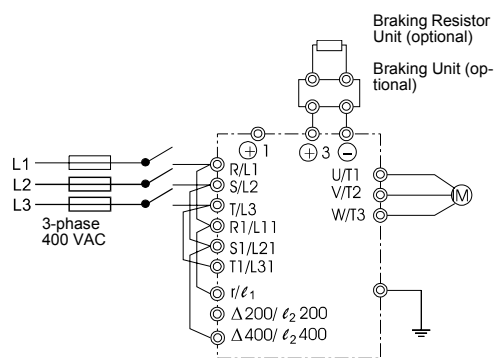 Braking Resistor
Unit (optional)
Braking Unit (op-
tional)
⊕ 1
⊕ 3 ⊖
L1
L2
L3
3-phase
400 VAC
R/L1
S/L2
T/L3
R1/L11
S1/L21
T1/L31
r/ℓ1
Δ200/ ℓ2 200
Δ400/ ℓ2 400
U/T1
V/T2
W/T3
M